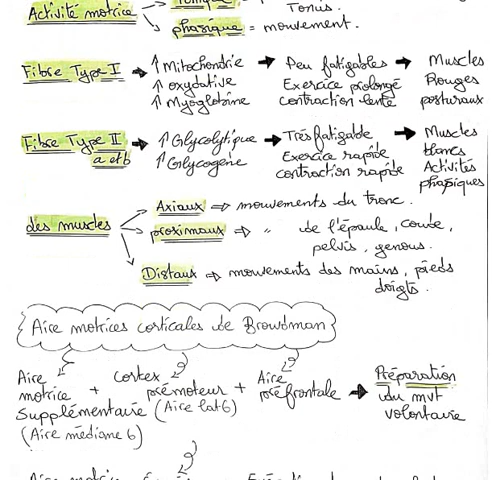 Activité motrice
Tonus.
phasique = mouvement.
Fibre Type I → ↑ Mitochondrie → Peu fatigables → Muscles
↑ oxydative Exercice prolongé Rouges
↑ Myoglobine contraction lente posturaux
Fibre Type II → ↑ Glycolytique → Très fatigable → Muscles
a et b ↑ Glycogène Exercice rapide blancs
contraction rapide Activités
phasiques
Axiaux ⇒ mouvements du tronc.
des muscles proximaux ⇒ " de l'épaule, coude,
pelvis, genous.
Distaux ⇒ mouvements des mains, pieds
doigts.
Aire motrices corticales de Browdman
Aire cortex Aire Préparation
motrice + prémoteur + préfrontale → du mvt
Supplémentaire (Aire lat 6) volontaire
(Aire médiane 6)